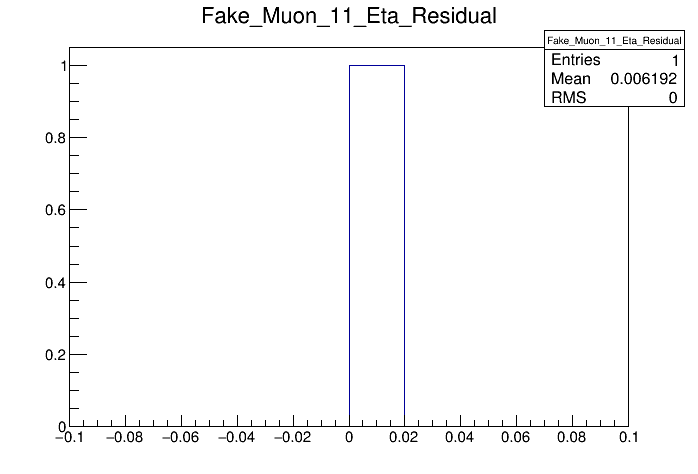 Fake_Muon_11_Eta_Residual
Fake_Muon_11_Eta_Residual
Entries 1
Mean 0.006192
RMS 0
1
0.8
0.6
0.4
0.2
0
−0.1 −0.08 −0.06 −0.04 −0.02 0 0.02 0.04 0.06 0.08 0.1